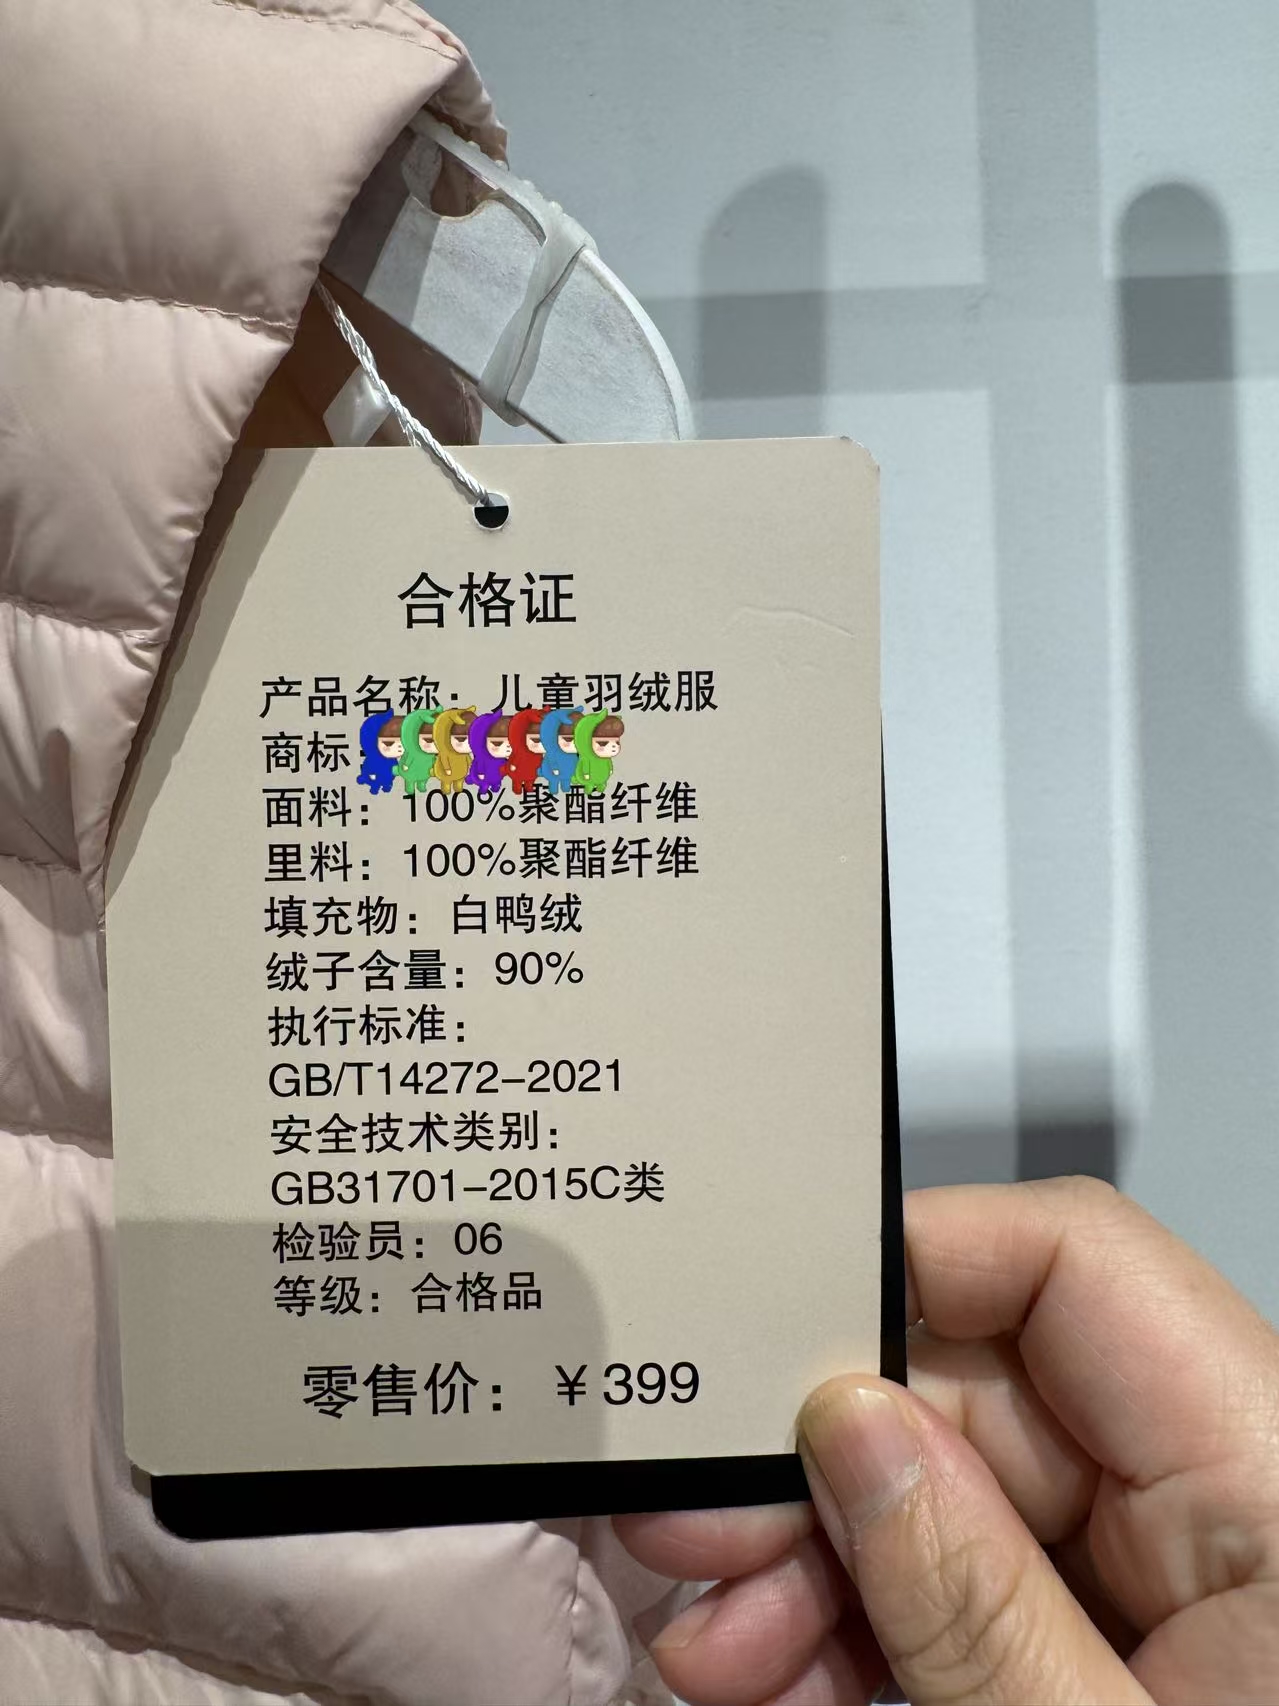 合格证
产品名称：儿童羽绒服
商标：
面料：100%聚酯纤维
里料：100%聚酯纤维
填充物：白鸭绒
绒子含量：90%
执行标准：
GB/T14272-2021
安全技术类别：
GB31701-2015C类
检验员：06
等级：合格品
零售价：￥399